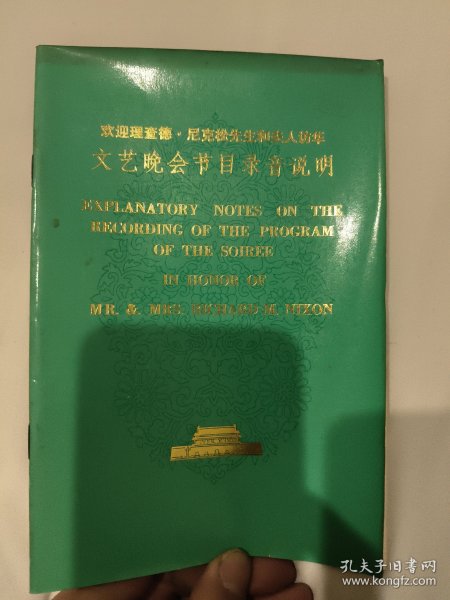 欢迎理查德·尼克松先生和夫人访华
文艺晚会节目录音说明
EXPLANATORY NOTES ON THE
RECORDING OF THE PROGRAM
OF THE SOIREE
IN HONOR OF
MR. & MRS. RICHARD M. NIXON
孔夫子旧书网
www.kongfz.com